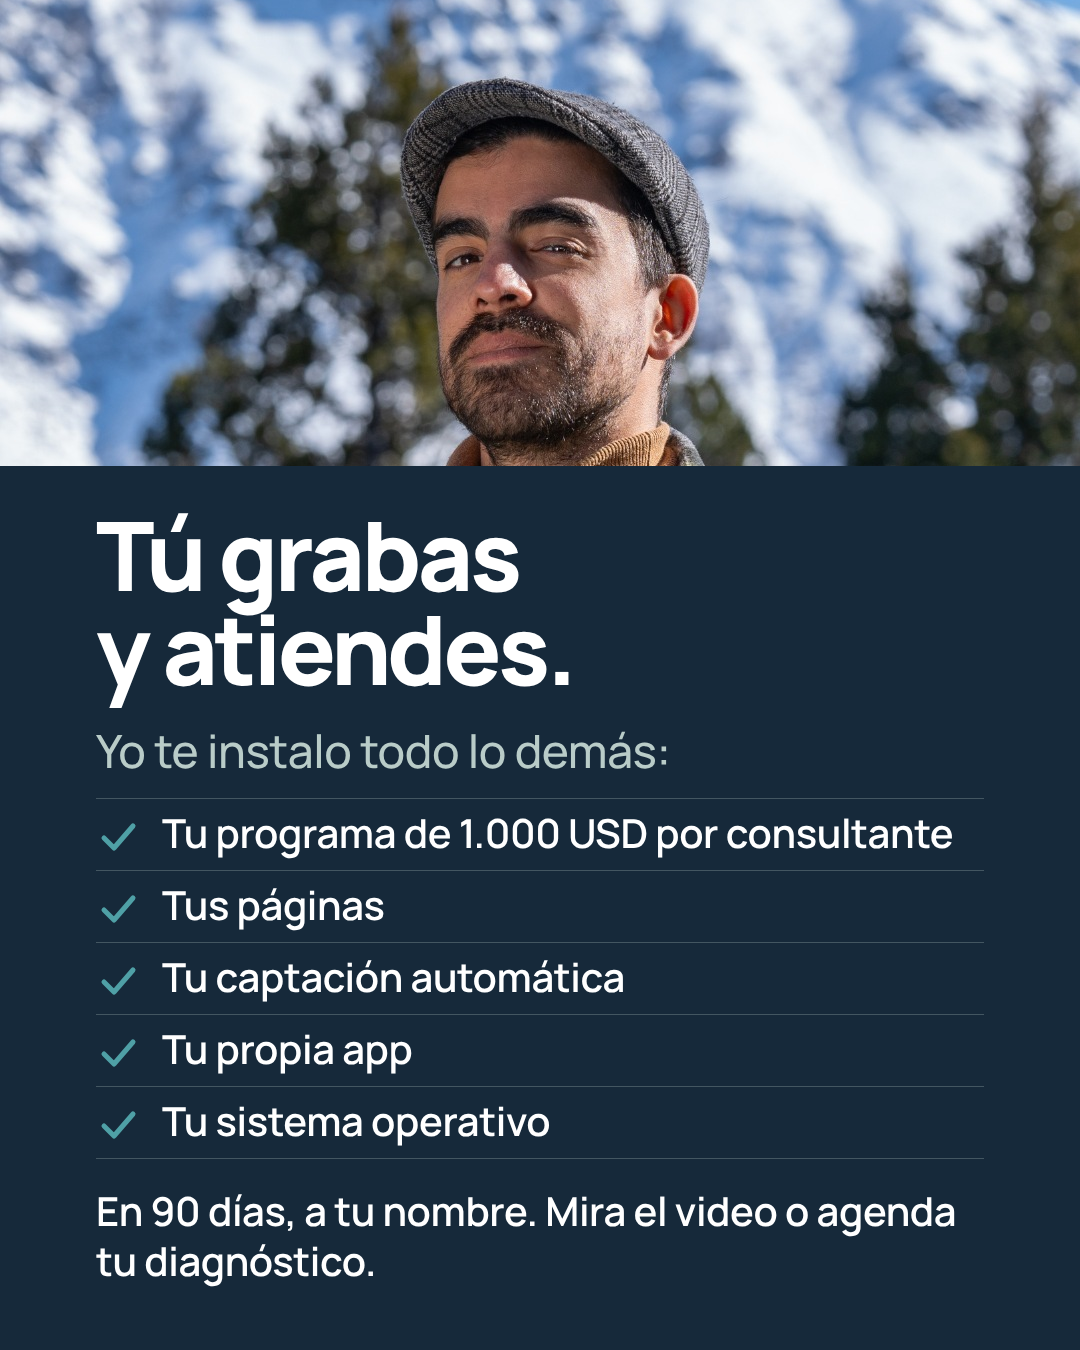 Tú grabas
y atiendes.
Yo te instalo todo lo demás:
Tu programa de 1.000 USD por consultante
Tus páginas
Tu captación automática
Tu propia app
Tu sistema operativo
En 90 días, a tu nombre. Mira el video o agenda
tu diagnóstico.